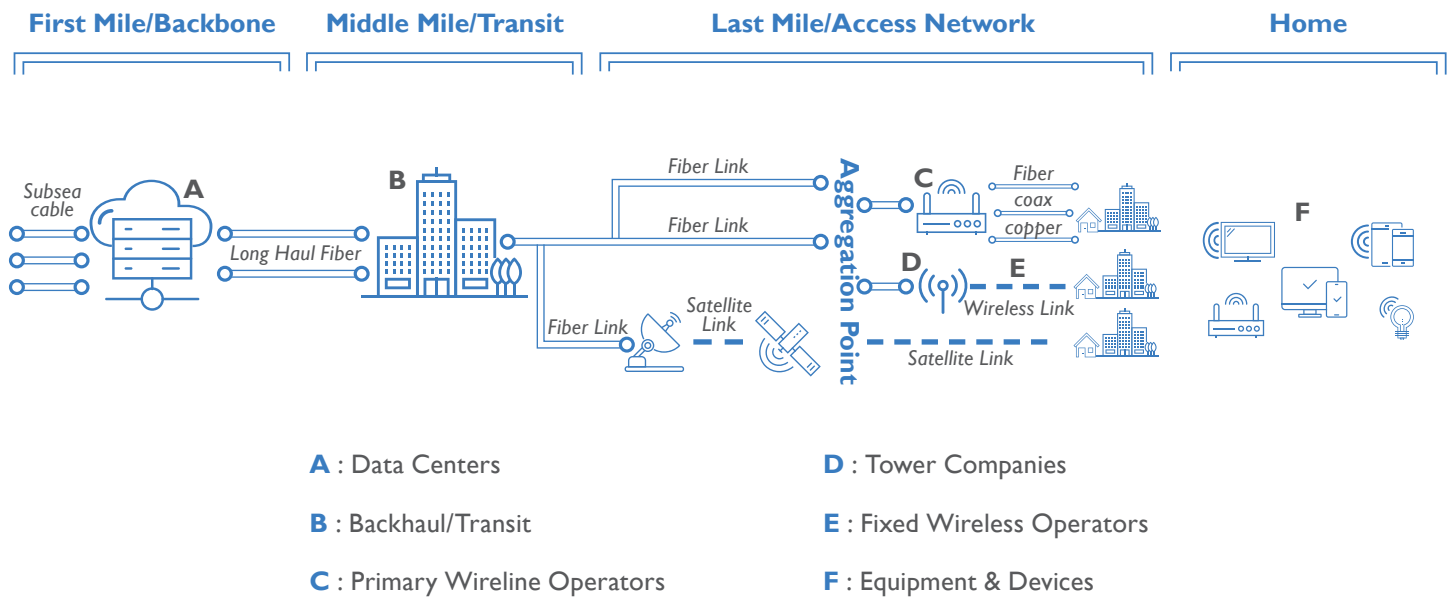 First Mile/Backbone
Middle Mile/Transit
Last Mile/Access Network
Home
Subsea
cable
A
Long Haul Fiber
B
Fiber Link
Fiber Link
Fiber Link
Satellite
Link
Aggregation Point
C
Fiber
coax
copper
D
E
Wireless Link
Satellite Link
F
A : Data Centers
B : Backhaul/Transit
C : Primary Wireline Operators
D : Tower Companies
E : Fixed Wireless Operators
F : Equipment & Devices